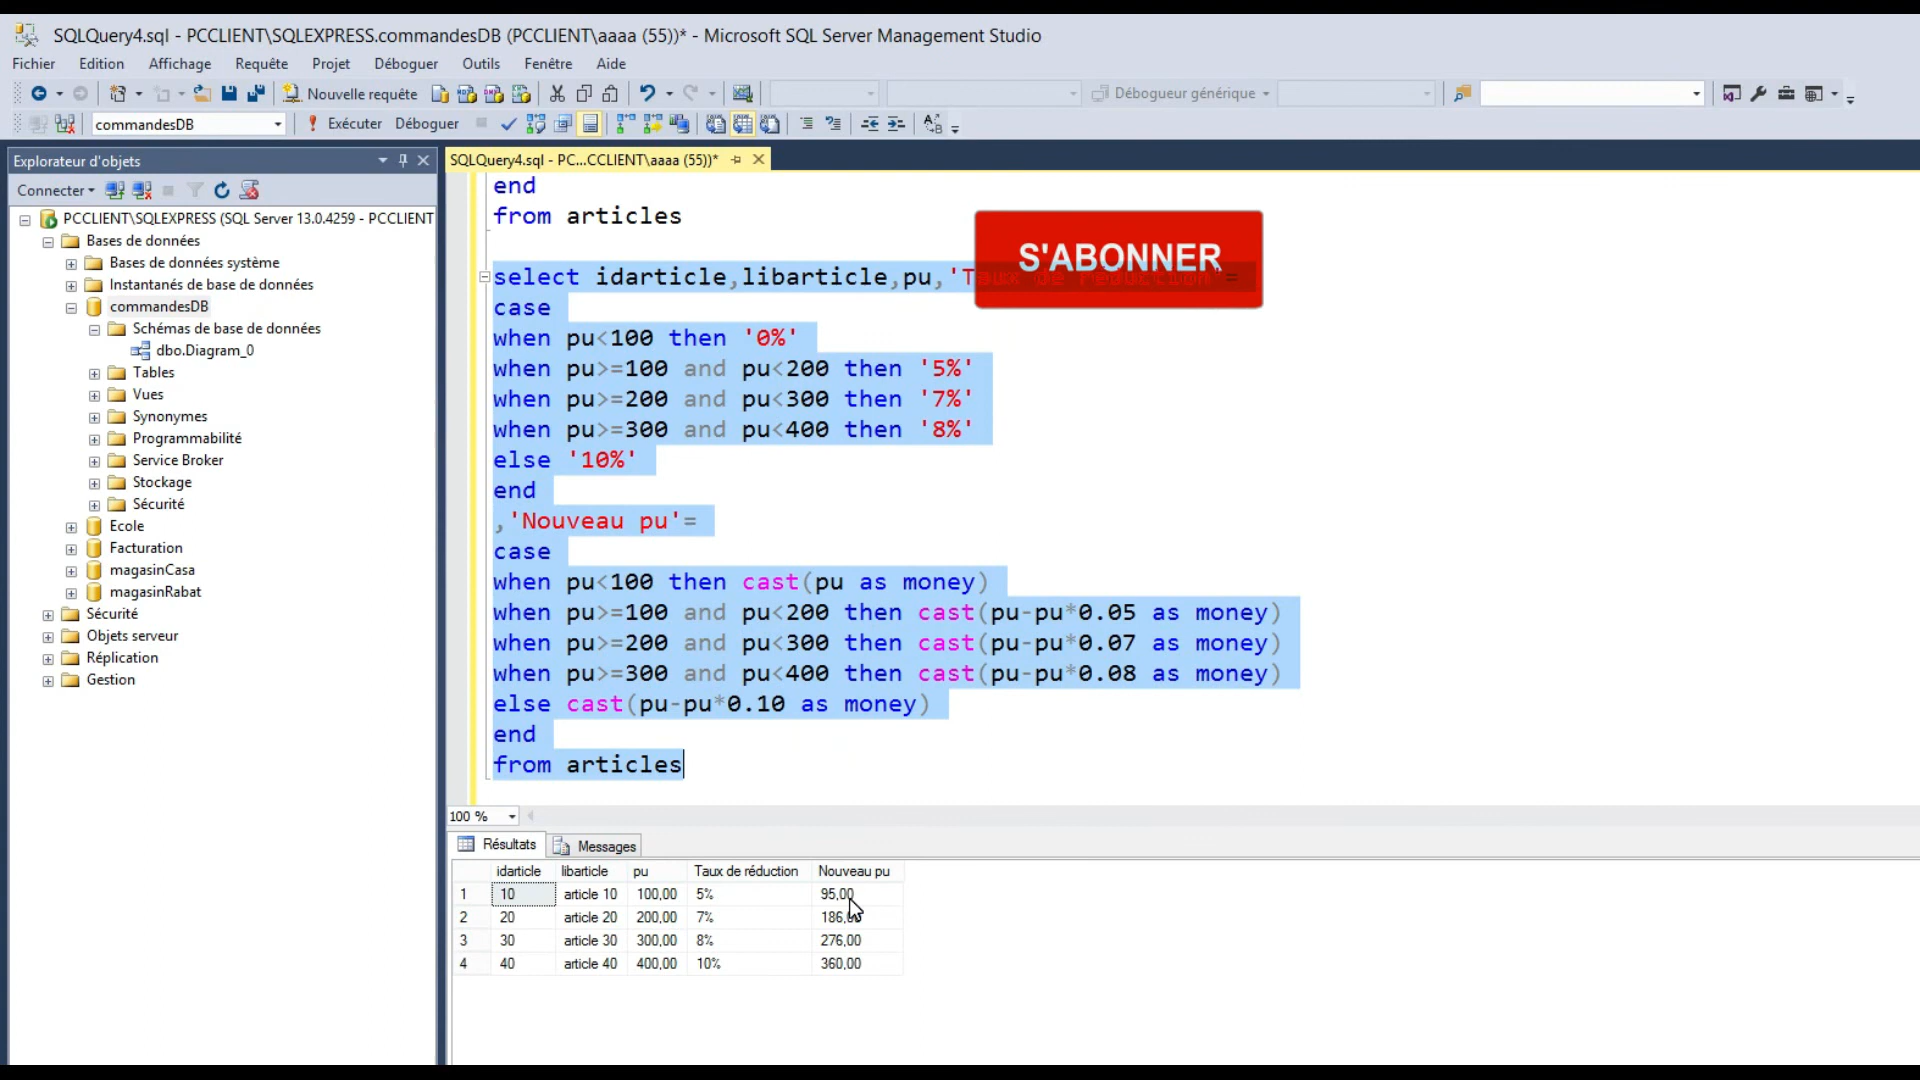 SQLQuery4.sql - PCCLIENT\SQLEXPRESS.commandesDB (PCCLIENT\aaaa (55))* - Microsoft SQL Server Management Studio
Fichier Edition Affichage Requête Projet Déboguer Outils Fenêtre Aide
Nouvelle requête Débogueur générique
commandesDB Exécuter Déboguer
Explorateur d'objets
Connecter
PCCLIENT\SQLEXPRESS (SQL Server 13.0.4259 - PCCLIENT
Bases de données
Bases de données système
Instantanés de base de données
commandesDB
Schémas de base de données
dbo.Diagram_0
Tables
Vues
Synonymes
Programmabilité
Service Broker
Stockage
Sécurité
Ecole
Facturation
magasinCasa
magasinRabat
Sécurité
Objets serveur
Réplication
Gestion
SQLQuery4.sql - PC...CCLIENT\aaaa (55))*
end
from articles
S'ABONNER
select idarticle,libarticle,pu,'Taux de réduction'=
case
when pu<100 then '0%'
when pu>=100 and pu<200 then '5%'
when pu>=200 and pu<300 then '7%'
when pu>=300 and pu<400 then '8%'
else '10%'
end
,'Nouveau pu'=
case
when pu<100 then cast(pu as money)
when pu>=100 and pu<200 then cast(pu-pu*0.05 as money)
when pu>=200 and pu<300 then cast(pu-pu*0.07 as money)
when pu>=300 and pu<400 then cast(pu-pu*0.08 as money)
else cast(pu-pu*0.10 as money)
end
from articles
100 %
Résultats Messages
idarticle libarticle pu Taux de réduction Nouveau pu
1 10 article 10 100,00 5% 95,00
2 20 article 20 200,00 7% 186,00
3 30 article 30 300,00 8% 276,00
4 40 article 40 400,00 10% 360,00